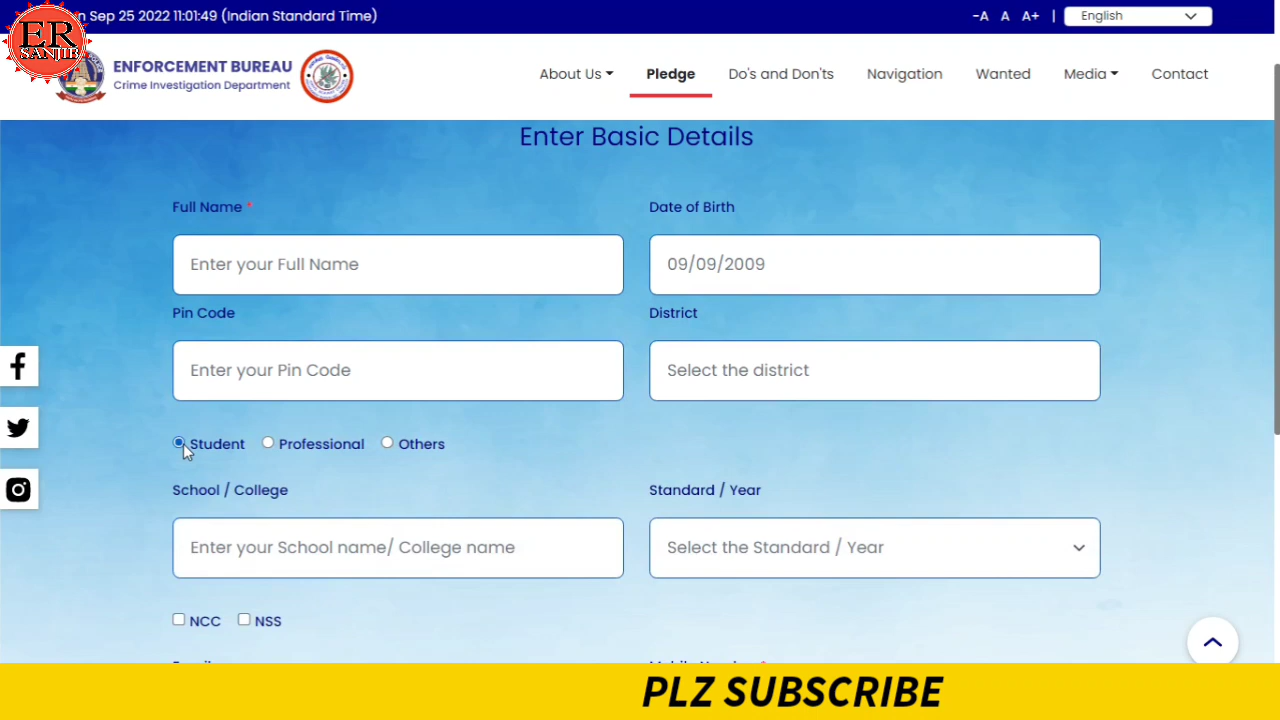 n Sep 25 2022 11:01:49 (Indian Standard Time)
-A A A+ | English
ER
SANJIB
ENFORCEMENT BUREAU
Crime Investigation Department
About Us Pledge Do's and Don'ts Navigation Wanted Media Contact
Enter Basic Details
Full Name * Date of Birth
Enter your Full Name 09/09/2009
Pin Code District
Enter your Pin Code Select the district
Student Professional Others
School / College Standard / Year
Enter your School name/ College name Select the Standard / Year
NCC NSS
PLZ SUBSCRIBE